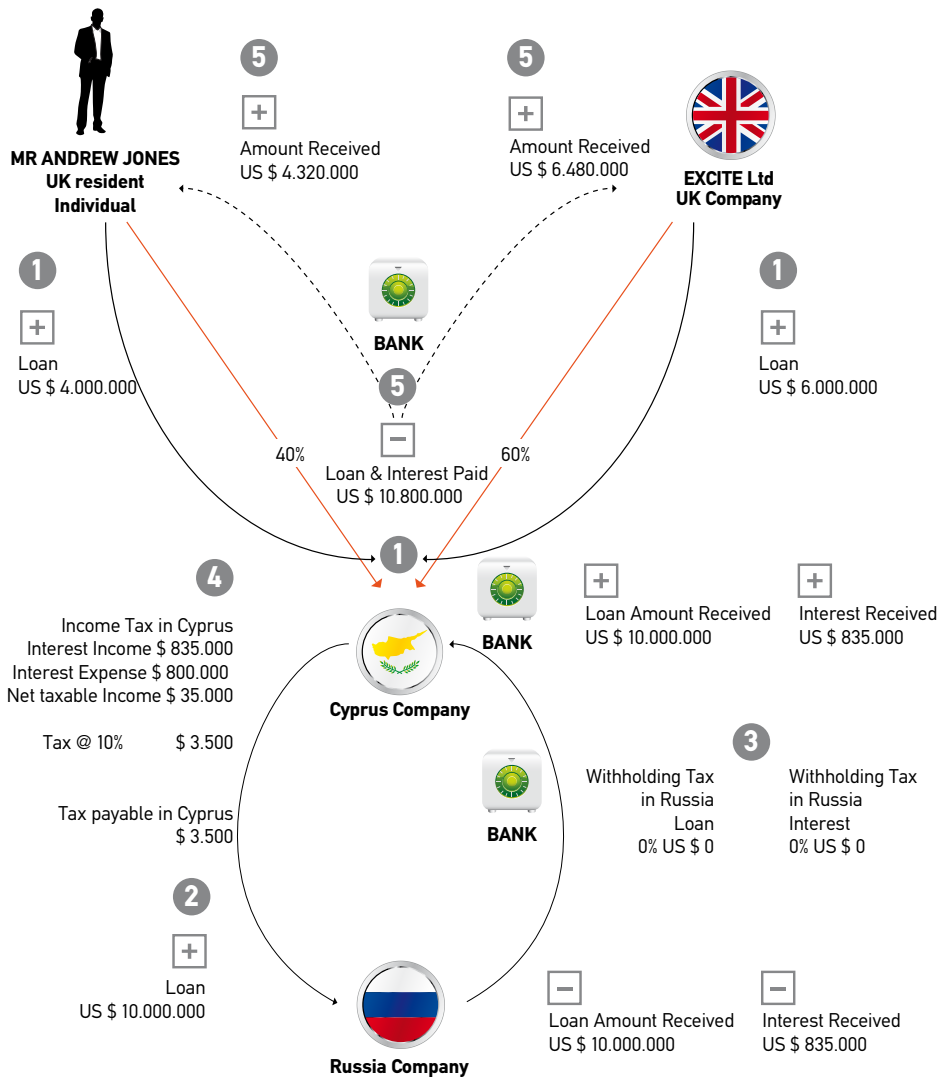 5
5
Amount Received
US $ 4.320.000
Amount Received
US $ 6.480.000
MR ANDREW JONES
UK resident
Individual
EXCITE Ltd
UK Company
1
1
BANK
Loan
US $ 4.000.000
Loan
US $ 6.000.000
5
40%
60%
Loan & Interest Paid
US $ 10.800.000
1
4
Income Tax in Cyprus
Interest Income $ 835.000
Interest Expense $ 800.000
Net taxable Income $ 35.000
Tax @ 10% $ 3.500
Tax payable in Cyprus
$ 3.500
BANK
Loan Amount Received
US $ 10.000.000
Interest Received
US $ 835.000
Cyprus Company
3
BANK
Withholding Tax
in Russia
Loan
0% US $ 0
Withholding Tax
in Russia
Interest
0% US $ 0
2
Loan
US $ 10.000.000
Russia Company
Loan Amount Received
US $ 10.000.000
Interest Received
US $ 835.000